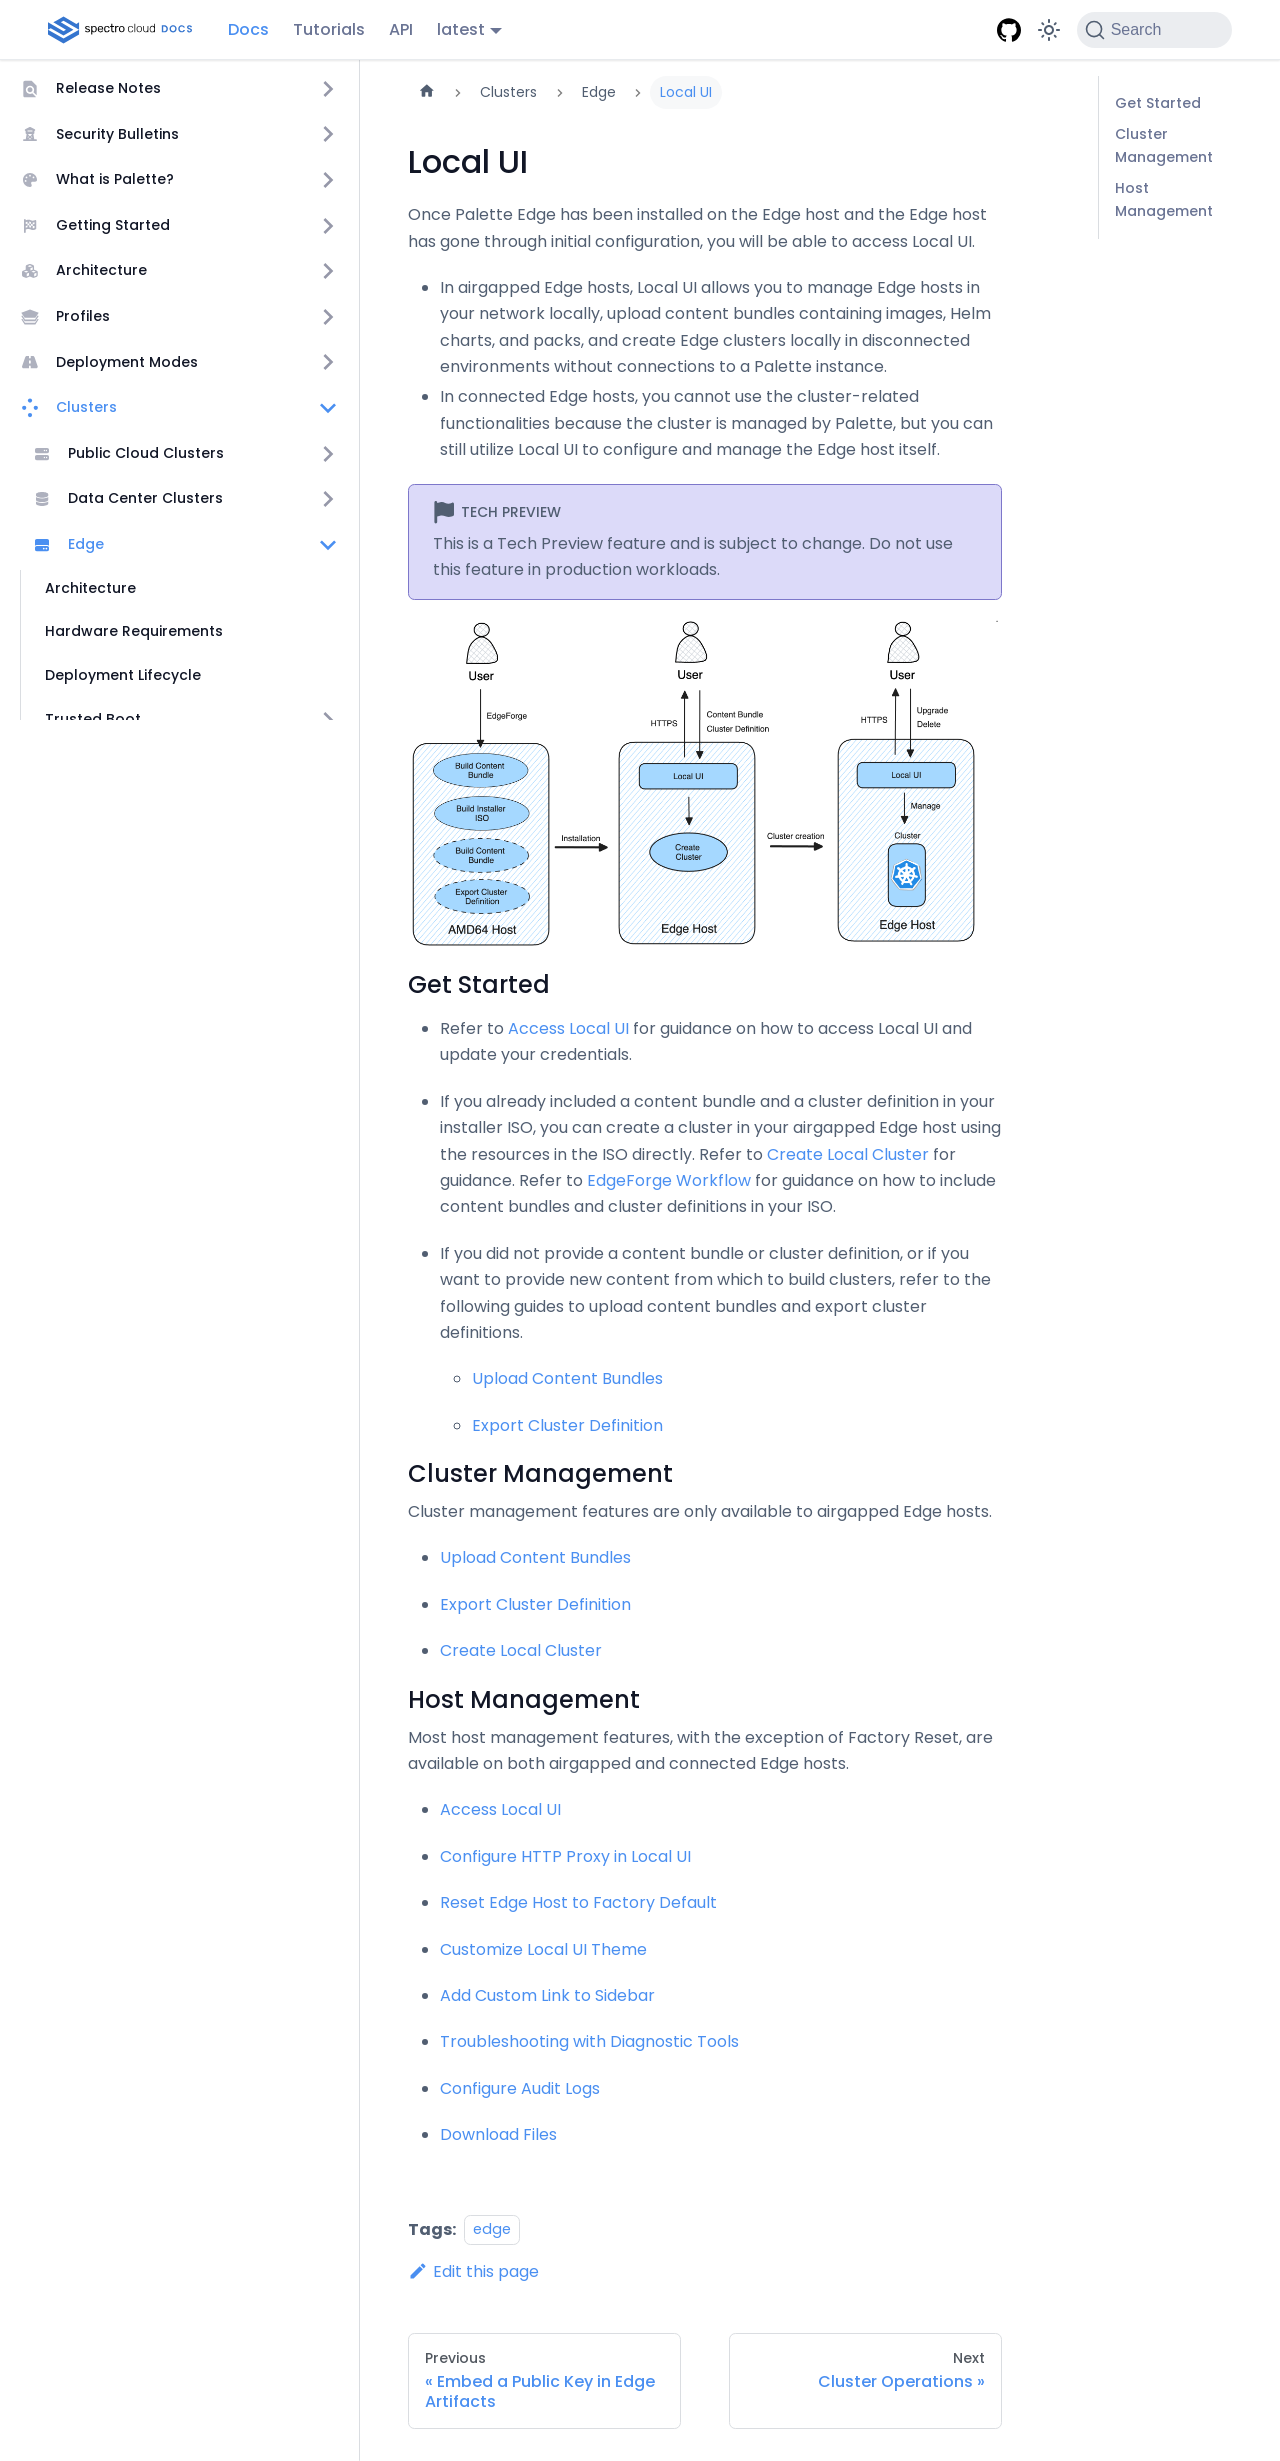 spectro cloud DOCS
Docs
Tutorials
API
latest
Search
Release Notes
Security Bulletins
What is Palette?
Getting Started
Architecture
Profiles
Deployment Modes
Clusters
Public Cloud Clusters
Data Center Clusters
Edge
Architecture
Hardware Requirements
Deployment Lifecycle
Trusted Boot
Clusters
Edge
Local UI
Local UI
Once Palette Edge has been installed on the Edge host and the Edge host
has gone through initial configuration, you will be able to access Local UI.
In airgapped Edge hosts, Local UI allows you to manage Edge hosts in
your network locally, upload content bundles containing images, Helm
charts, and packs, and create Edge clusters locally in disconnected
environments without connections to a Palette instance.
In connected Edge hosts, you cannot use the cluster-related
functionalities because the cluster is managed by Palette, but you can
still utilize Local UI to configure and manage the Edge host itself.
TECH PREVIEW
This is a Tech Preview feature and is subject to change. Do not use
this feature in production workloads.
User
EdgeForge
Build Content
Bundle
Build Installer
ISO
Build Content
Bundle
Export Cluster
Definition
AMD64 Host
Installation
User
HTTPS
Content Bundle
Cluster Definition
Local UI
Create
Cluster
Edge Host
Cluster creation
User
HTTPS
Upgrade
Delete
Local UI
Manage
Cluster
Edge Host
Get Started
Refer to Access Local UI for guidance on how to access Local UI and
update your credentials.
If you already included a content bundle and a cluster definition in your
installer ISO, you can create a cluster in your airgapped Edge host using
the resources in the ISO directly. Refer to Create Local Cluster for
guidance. Refer to EdgeForge Workflow for guidance on how to include
content bundles and cluster definitions in your ISO.
If you did not provide a content bundle or cluster definition, or if you
want to provide new content from which to build clusters, refer to the
following guides to upload content bundles and export cluster
definitions.
Upload Content Bundles
Export Cluster Definition
Cluster Management
Cluster management features are only available to airgapped Edge hosts.
Upload Content Bundles
Export Cluster Definition
Create Local Cluster
Host Management
Most host management features, with the exception of Factory Reset, are
available on both airgapped and connected Edge hosts.
Access Local UI
Configure HTTP Proxy in Local UI
Reset Edge Host to Factory Default
Customize Local UI Theme
Add Custom Link to Sidebar
Troubleshooting with Diagnostic Tools
Configure Audit Logs
Download Files
Tags: edge
Edit this page
Previous
« Embed a Public Key in Edge
Artifacts
Next
Cluster Operations »
Get Started
Cluster
Management
Host
Management